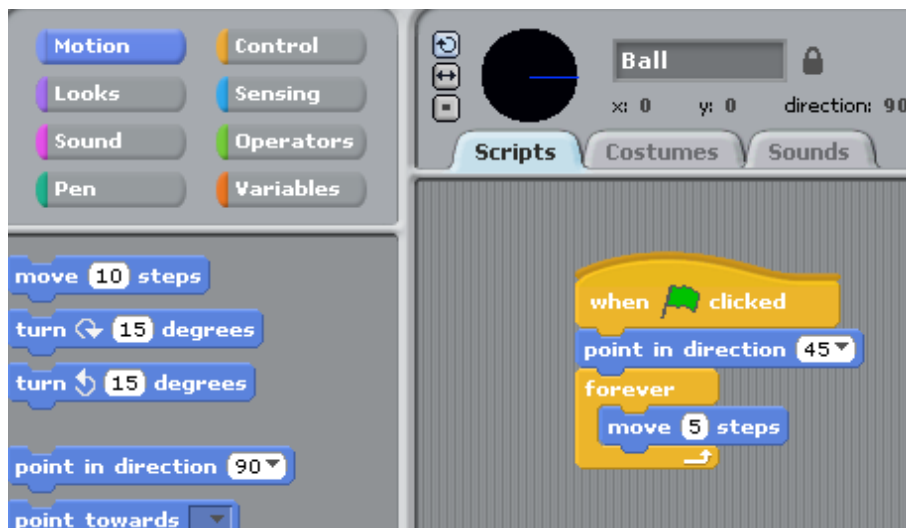 Motion
Control
Looks
Sensing
Sound
Operators
Pen
Variables
move 10 steps
turn 15 degrees
turn 15 degrees
point in direction 90
point towards
Ball
x: 0 y: 0 direction: 90
Scripts Costumes Sounds
when clicked
point in direction 45
forever
move 5 steps